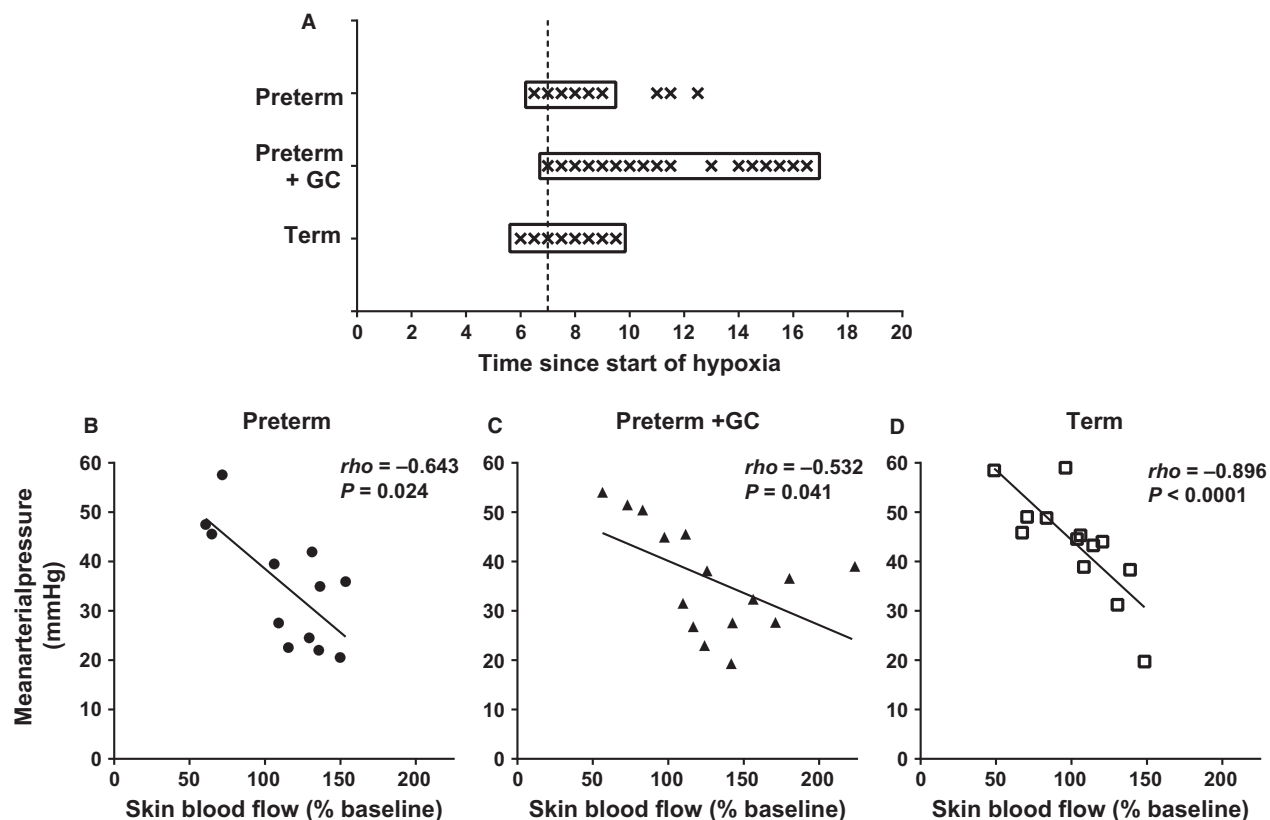 A
Preterm
Preterm
+ GC
Term
0 2 4 6 8 10 12 14 16 18 20
Time since start of hypoxia
B Preterm
rho = –0.643
P = 0.024
60
50
40
30
20
10
0
0 50 100 150 200
Meanarterialpressure
(mmHg)
Skin blood flow (% baseline)
C Preterm +GC
rho = –0.532
P = 0.041
60
50
40
30
20
10
0
0 50 100 150 200
Skin blood flow (% baseline)
D Term
rho = –0.896
P < 0.0001
60
50
40
30
20
10
0
0 50 100 150 200
Skin blood flow (% baseline)